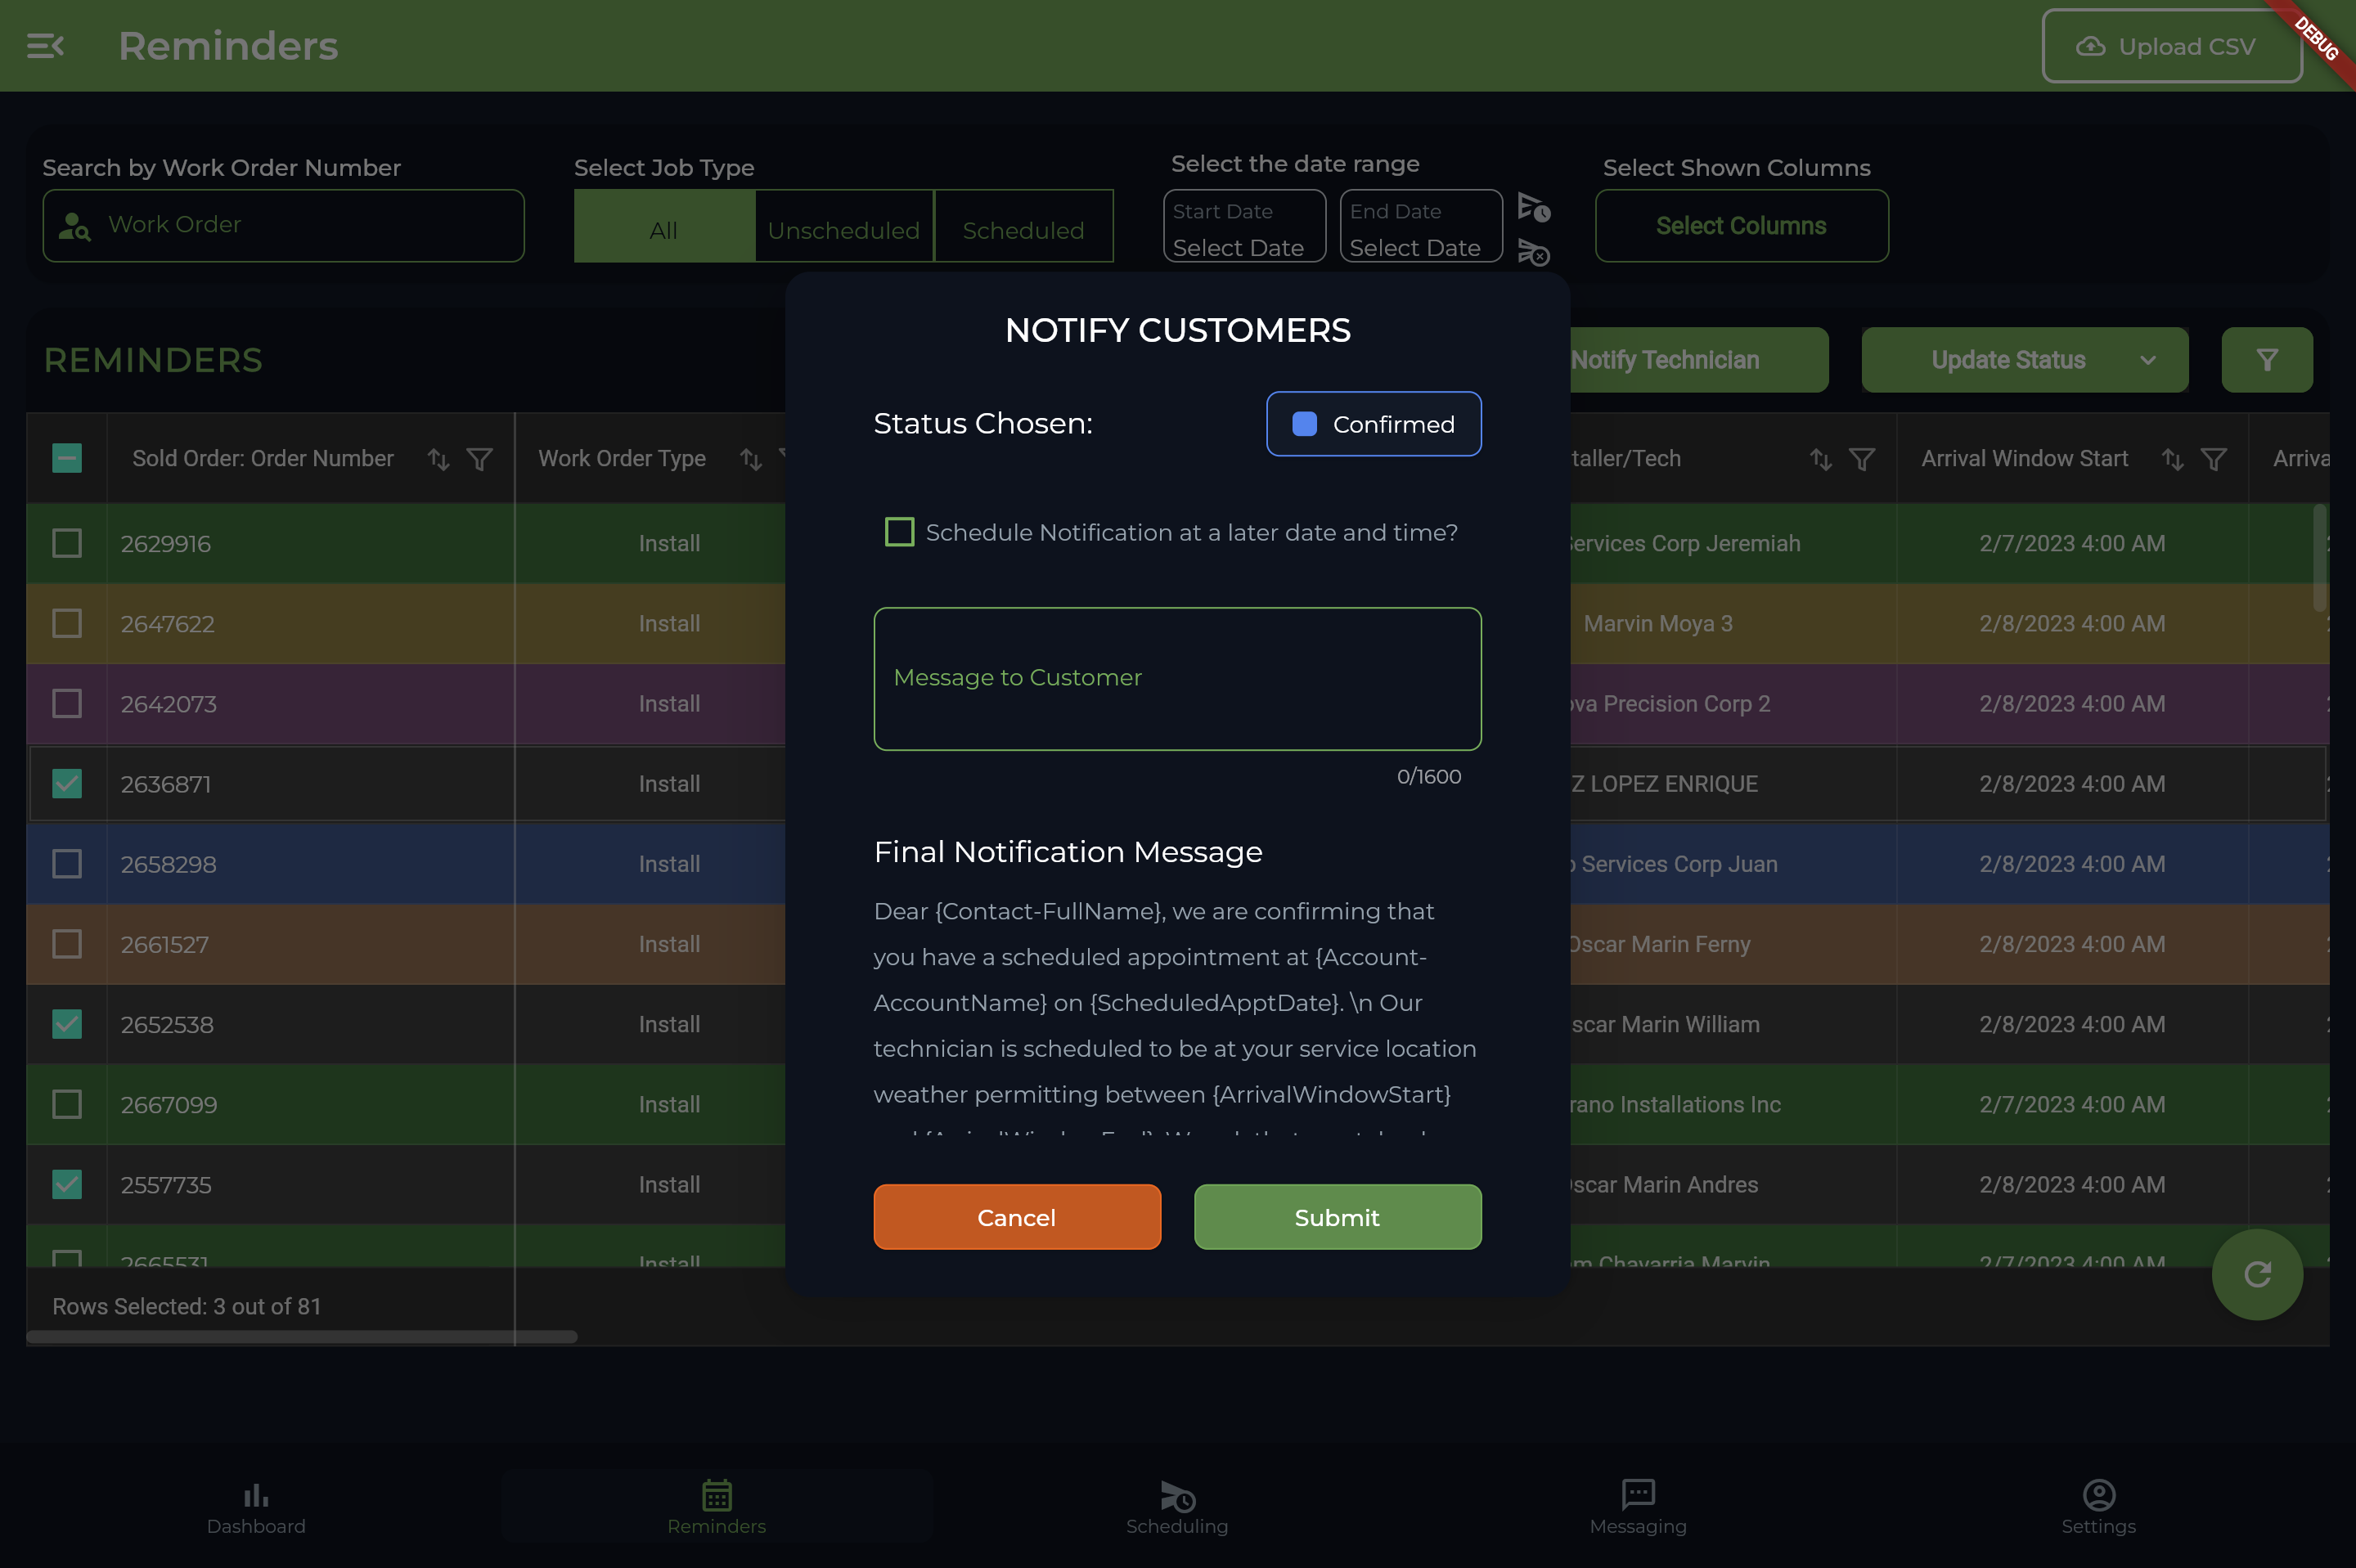 Reminders
Upload CSV
DEBUG
Search by Work Order Number
Work Order
Select Job Type
All
Unscheduled
Scheduled
Select the date range
Start Date
Select Date
End Date
Select Date
Select Shown Columns
Select Columns
REMINDERS
Notify Technician
Update Status
Sold Order: Order Number
Work Order Type
taller/Tech
Arrival Window Start
Arriva
2629916 Install Services Corp Jeremiah 2/7/2023 4:00 AM
2647622 Install Marvin Moya 3 2/8/2023 4:00 AM
2642073 Install ova Precision Corp 2 2/8/2023 4:00 AM
2636871 Install Z LOPEZ ENRIQUE 2/8/2023 4:00 AM
2658298 Install Services Corp Juan 2/8/2023 4:00 AM
2661527 Install Oscar Marin Ferny 2/8/2023 4:00 AM
2652538 Install scar Marin William 2/8/2023 4:00 AM
2667099 Install rano Installations Inc 2/7/2023 4:00 AM
2557735 Install Oscar Marin Andres 2/8/2023 4:00 AM
2665531 Install m Chavarria Marvin 2/7/2023 4:00 AM
Rows Selected: 3 out of 81
NOTIFY CUSTOMERS
Status Chosen:
Confirmed
Schedule Notification at a later date and time?
Message to Customer
0/1600
Final Notification Message
Dear {Contact-FullName}, we are confirming that
you have a scheduled appointment at {Account-
AccountName} on {ScheduledApptDate}. \n Our
technician is scheduled to be at your service location
weather permitting between {ArrivalWindowStart}
Cancel
Submit
Dashboard
Reminders
Scheduling
Messaging
Settings